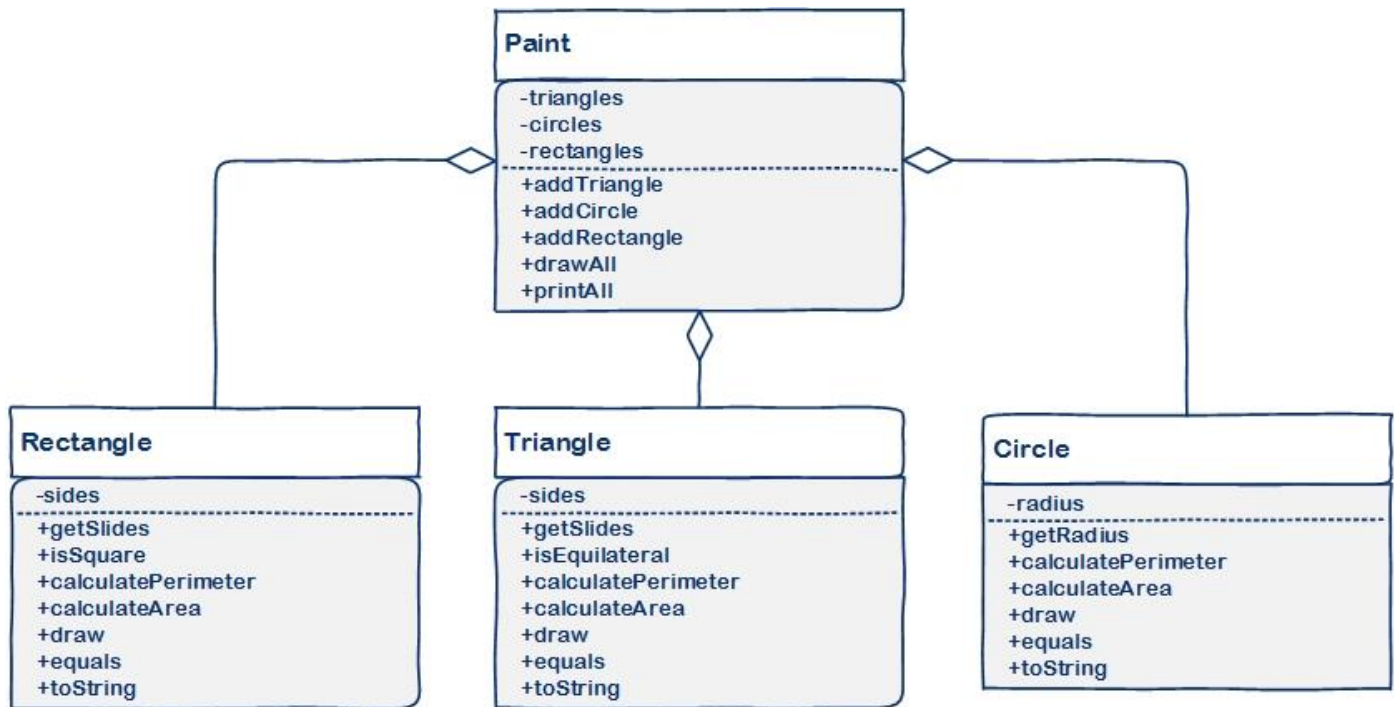 Paint
-triangles
-circles
-rectangles
+addTriangle
+addCircle
+addRectangle
+drawAll
+printAll
Rectangle
-sides
+getSlides
+isSquare
+calculatePerimeter
+calculateArea
+draw
+equals
+toString
Triangle
-sides
+getSlides
+isEquilateral
+calculatePerimeter
+calculateArea
+draw
+equals
+toString
Circle
-radius
+getRadius
+calculatePerimeter
+calculateArea
+draw
+equals
+toString